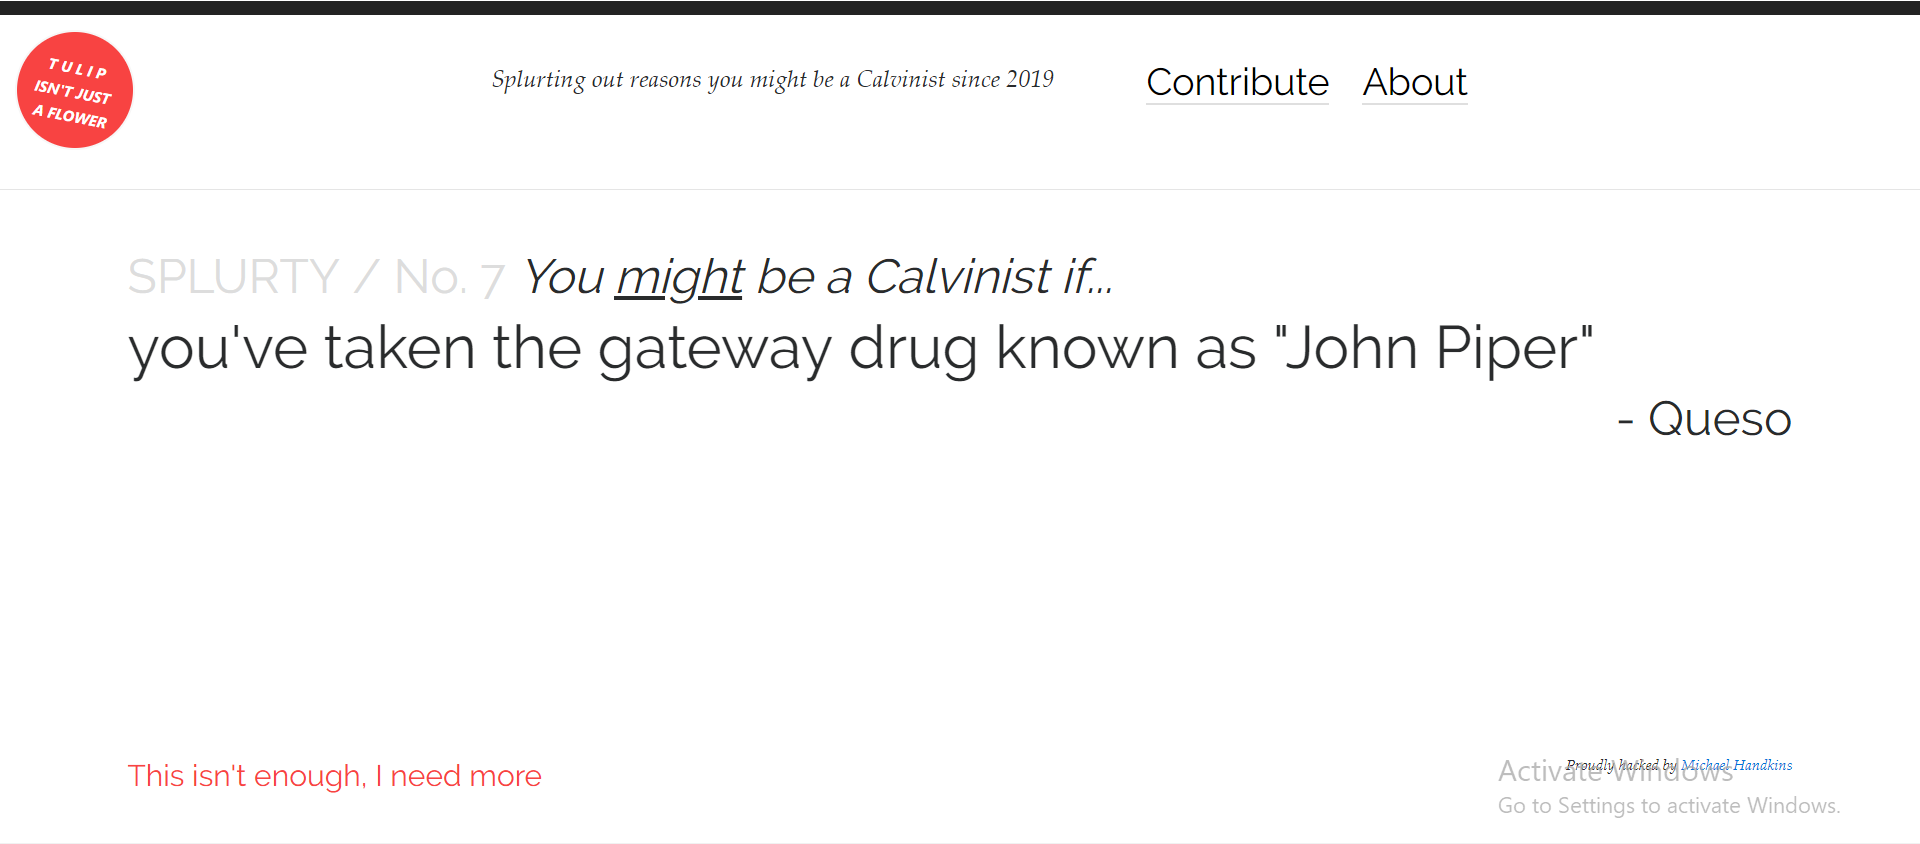 T U L I P
ISN'T JUST
A FLOWER
Splurting out reasons you might be a Calvinist since 2019
Contribute About
SPLURTY / No. 7 You might be a Calvinist if...
you've taken the gateway drug known as "John Piper"
- Queso
This isn't enough, I need more
Proudly hacked by Michael Handkins
Activate Windows
Go to Settings to activate Windows.